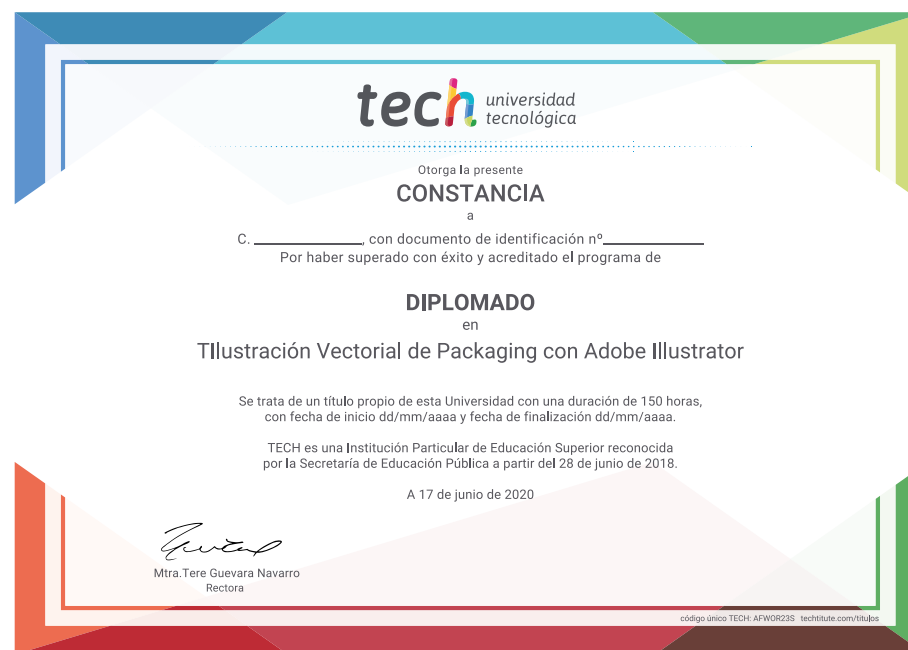 tech universidad
tecnológica
Otorga la presente
CONSTANCIA
a
C. ____________, con documento de identificación nº____________
Por haber superado con éxito y acreditado el programa de
DIPLOMADO
en
TIlustración Vectorial de Packaging con Adobe Illustrator
Se trata de un título propio de esta Universidad con una duración de 150 horas,
con fecha de inicio dd/mm/aaaa y fecha de finalización dd/mm/aaaa.
TECH es una Institución Particular de Educación Superior reconocida
por la Secretaría de Educación Pública a partir del 28 de junio de 2018.
A 17 de junio de 2020
Mtra.Tere Guevara Navarro
Rectora
código único TECH: AFWOR23S techtitute.com/titulos